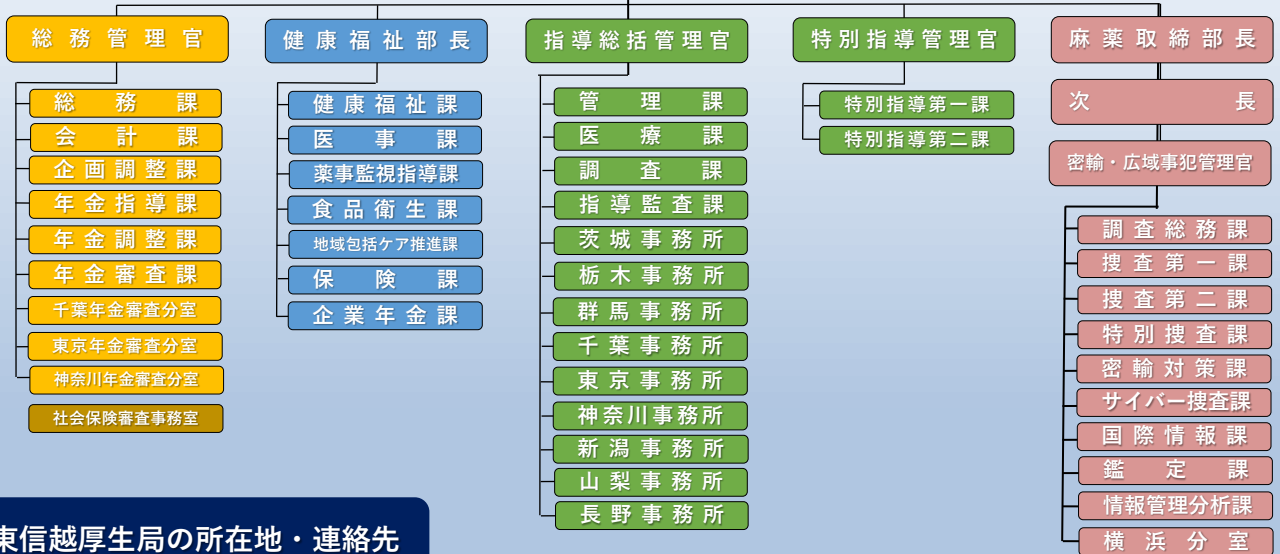 総務管理官
総務課
会計課
企画調整課
年金指導課
年金調整課
年金審査課
千葉年金審査分室
東京年金審査分室
神奈川年金審査分室
社会保険審査事務室
健康福祉部長
健康福祉課
医事課
薬事監視指導課
食品衛生課
地域包括ケア推進課
保険課
企業年金課
指導総括管理官
管理課
医療課
調査課
指導監査課
茨城事務所
栃木事務所
群馬事務所
千葉事務所
東京事務所
神奈川事務所
新潟事務所
山梨事務所
長野事務所
特別指導管理官
特別指導第一課
特別指導第二課
麻薬取締部長
次長
密輸・広域事犯管理官
調査総務課
捜査第一課
捜査第二課
特別捜査課
密輸対策課
サイバー捜査課
国際情報課
鑑定課
情報管理分析課
横浜分室
東信越厚生局の所在地・連絡先